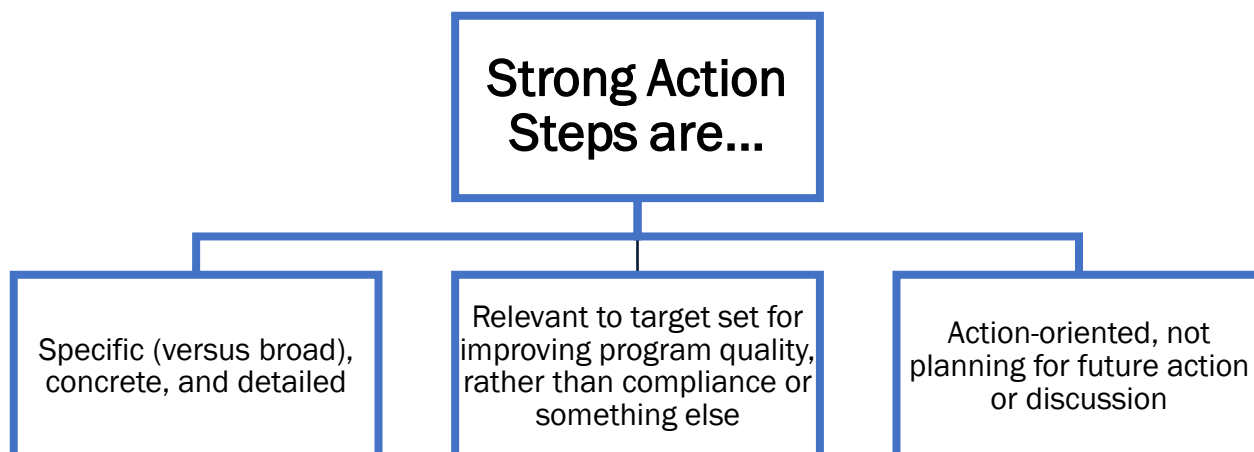 Strong Action
Steps are...
Specific (versus broad),
concrete, and detailed
Relevant to target set for
improving program quality,
rather than compliance or
something else
Action-oriented, not
planning for future action
or discussion